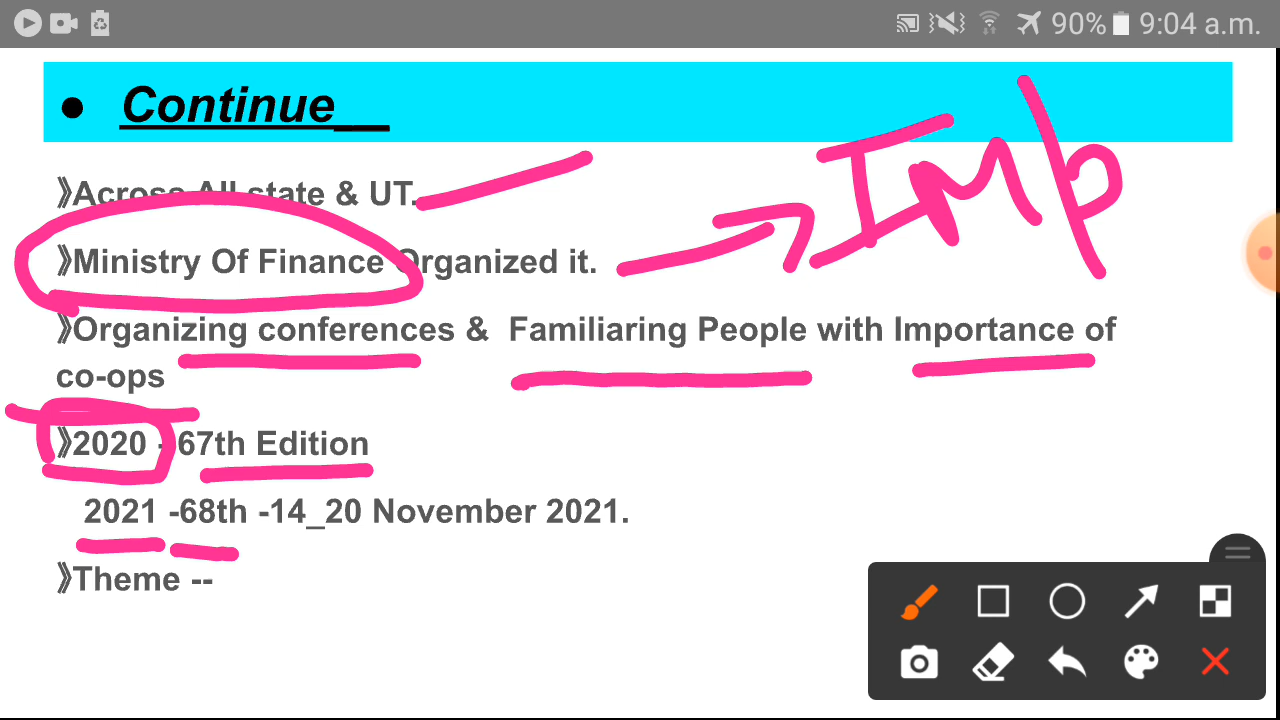 90% 9:04 a.m.
● Continue__
》Across All state & UT.
IMP
》Ministry Of Finance Organized it.
》Organizing conferences & Familiaring People with Importance of
co-ops
》2020 - 67th Edition
2021 -68th -14_20 November 2021.
》Theme --